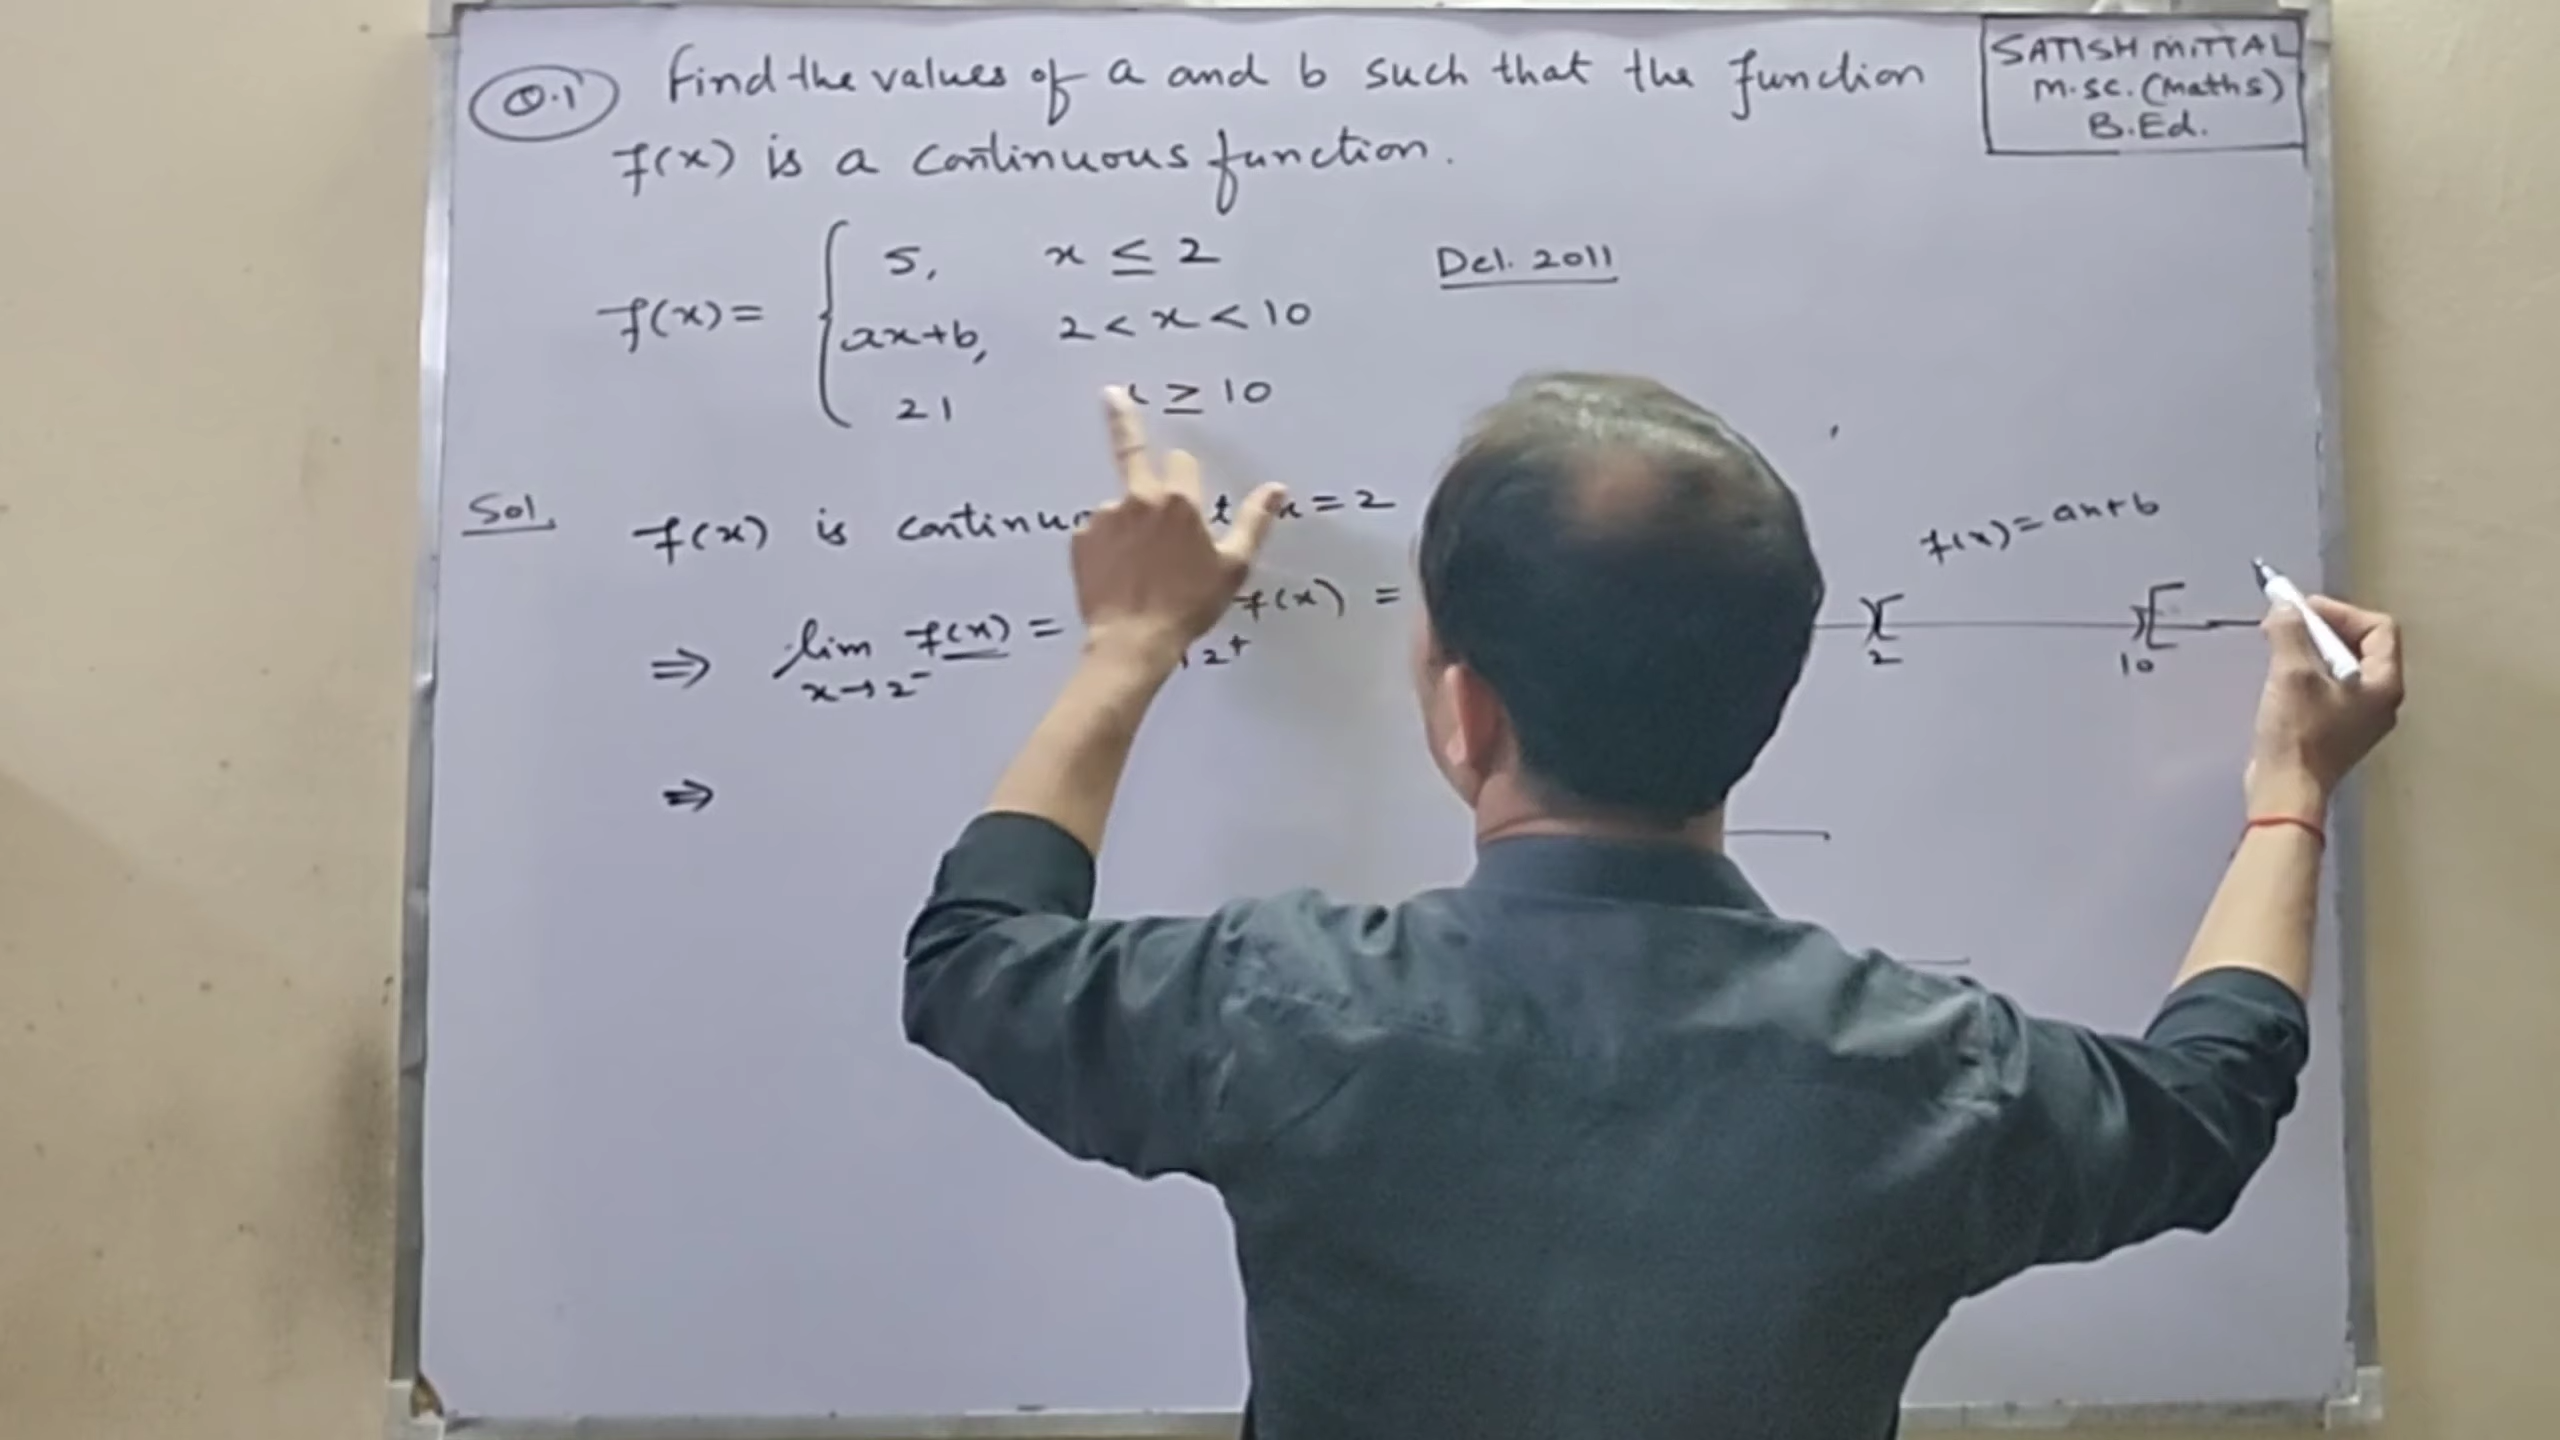 Q.1 Find the values of a and b such that the function
f(x) is a continuous function.
SATISH MITTAL
M.SC. (Maths)
B.Ed.
5, x ≤ 2
f(x) = { ax+b, 2 < x < 10
21 ≥ 10
Del. 2011
Sol. f(x) is x = 2
⇒ lim f(x) = f(x) =
x→2⁻ 2⁺
⇒
f(x) = ax+b
2 10